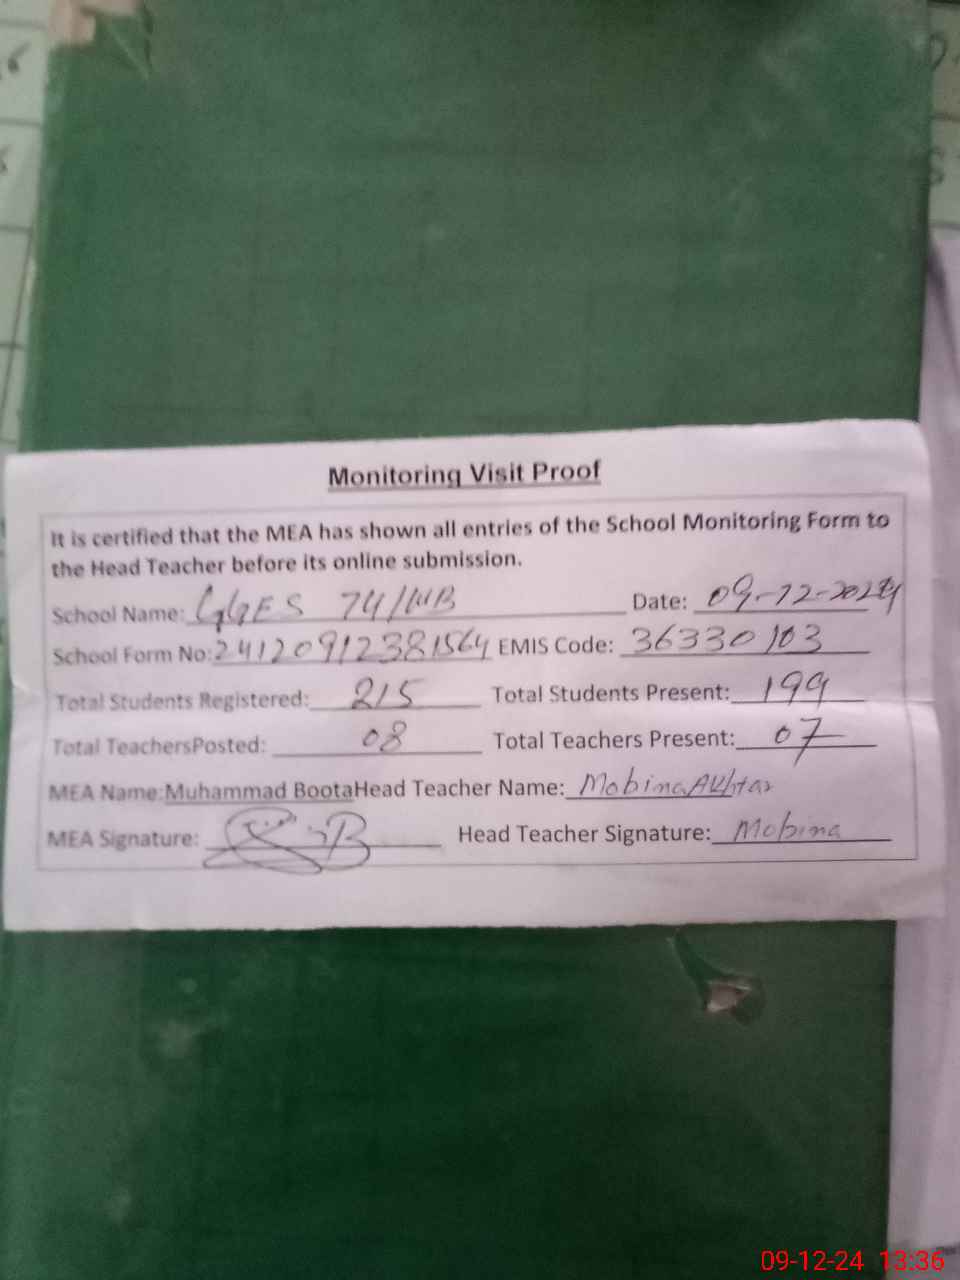 Monitoring Visit Proof
It is certified that the MEA has shown all entries of the School Monitoring Form to
the Head Teacher before its online submission.
School Name: GGES 74/WB Date: 09-12-2024
School Form No: 24120912381564 EMIS Code: 36330103
Total Students Registered: 215 Total Students Present: 199
Total TeachersPosted: 08 Total Teachers Present: 07
MEA Name:Muhammad BootaHead Teacher Name: Mobina Akhtar
MEA Signature: Head Teacher Signature: Mobina
09-12-24 13:36